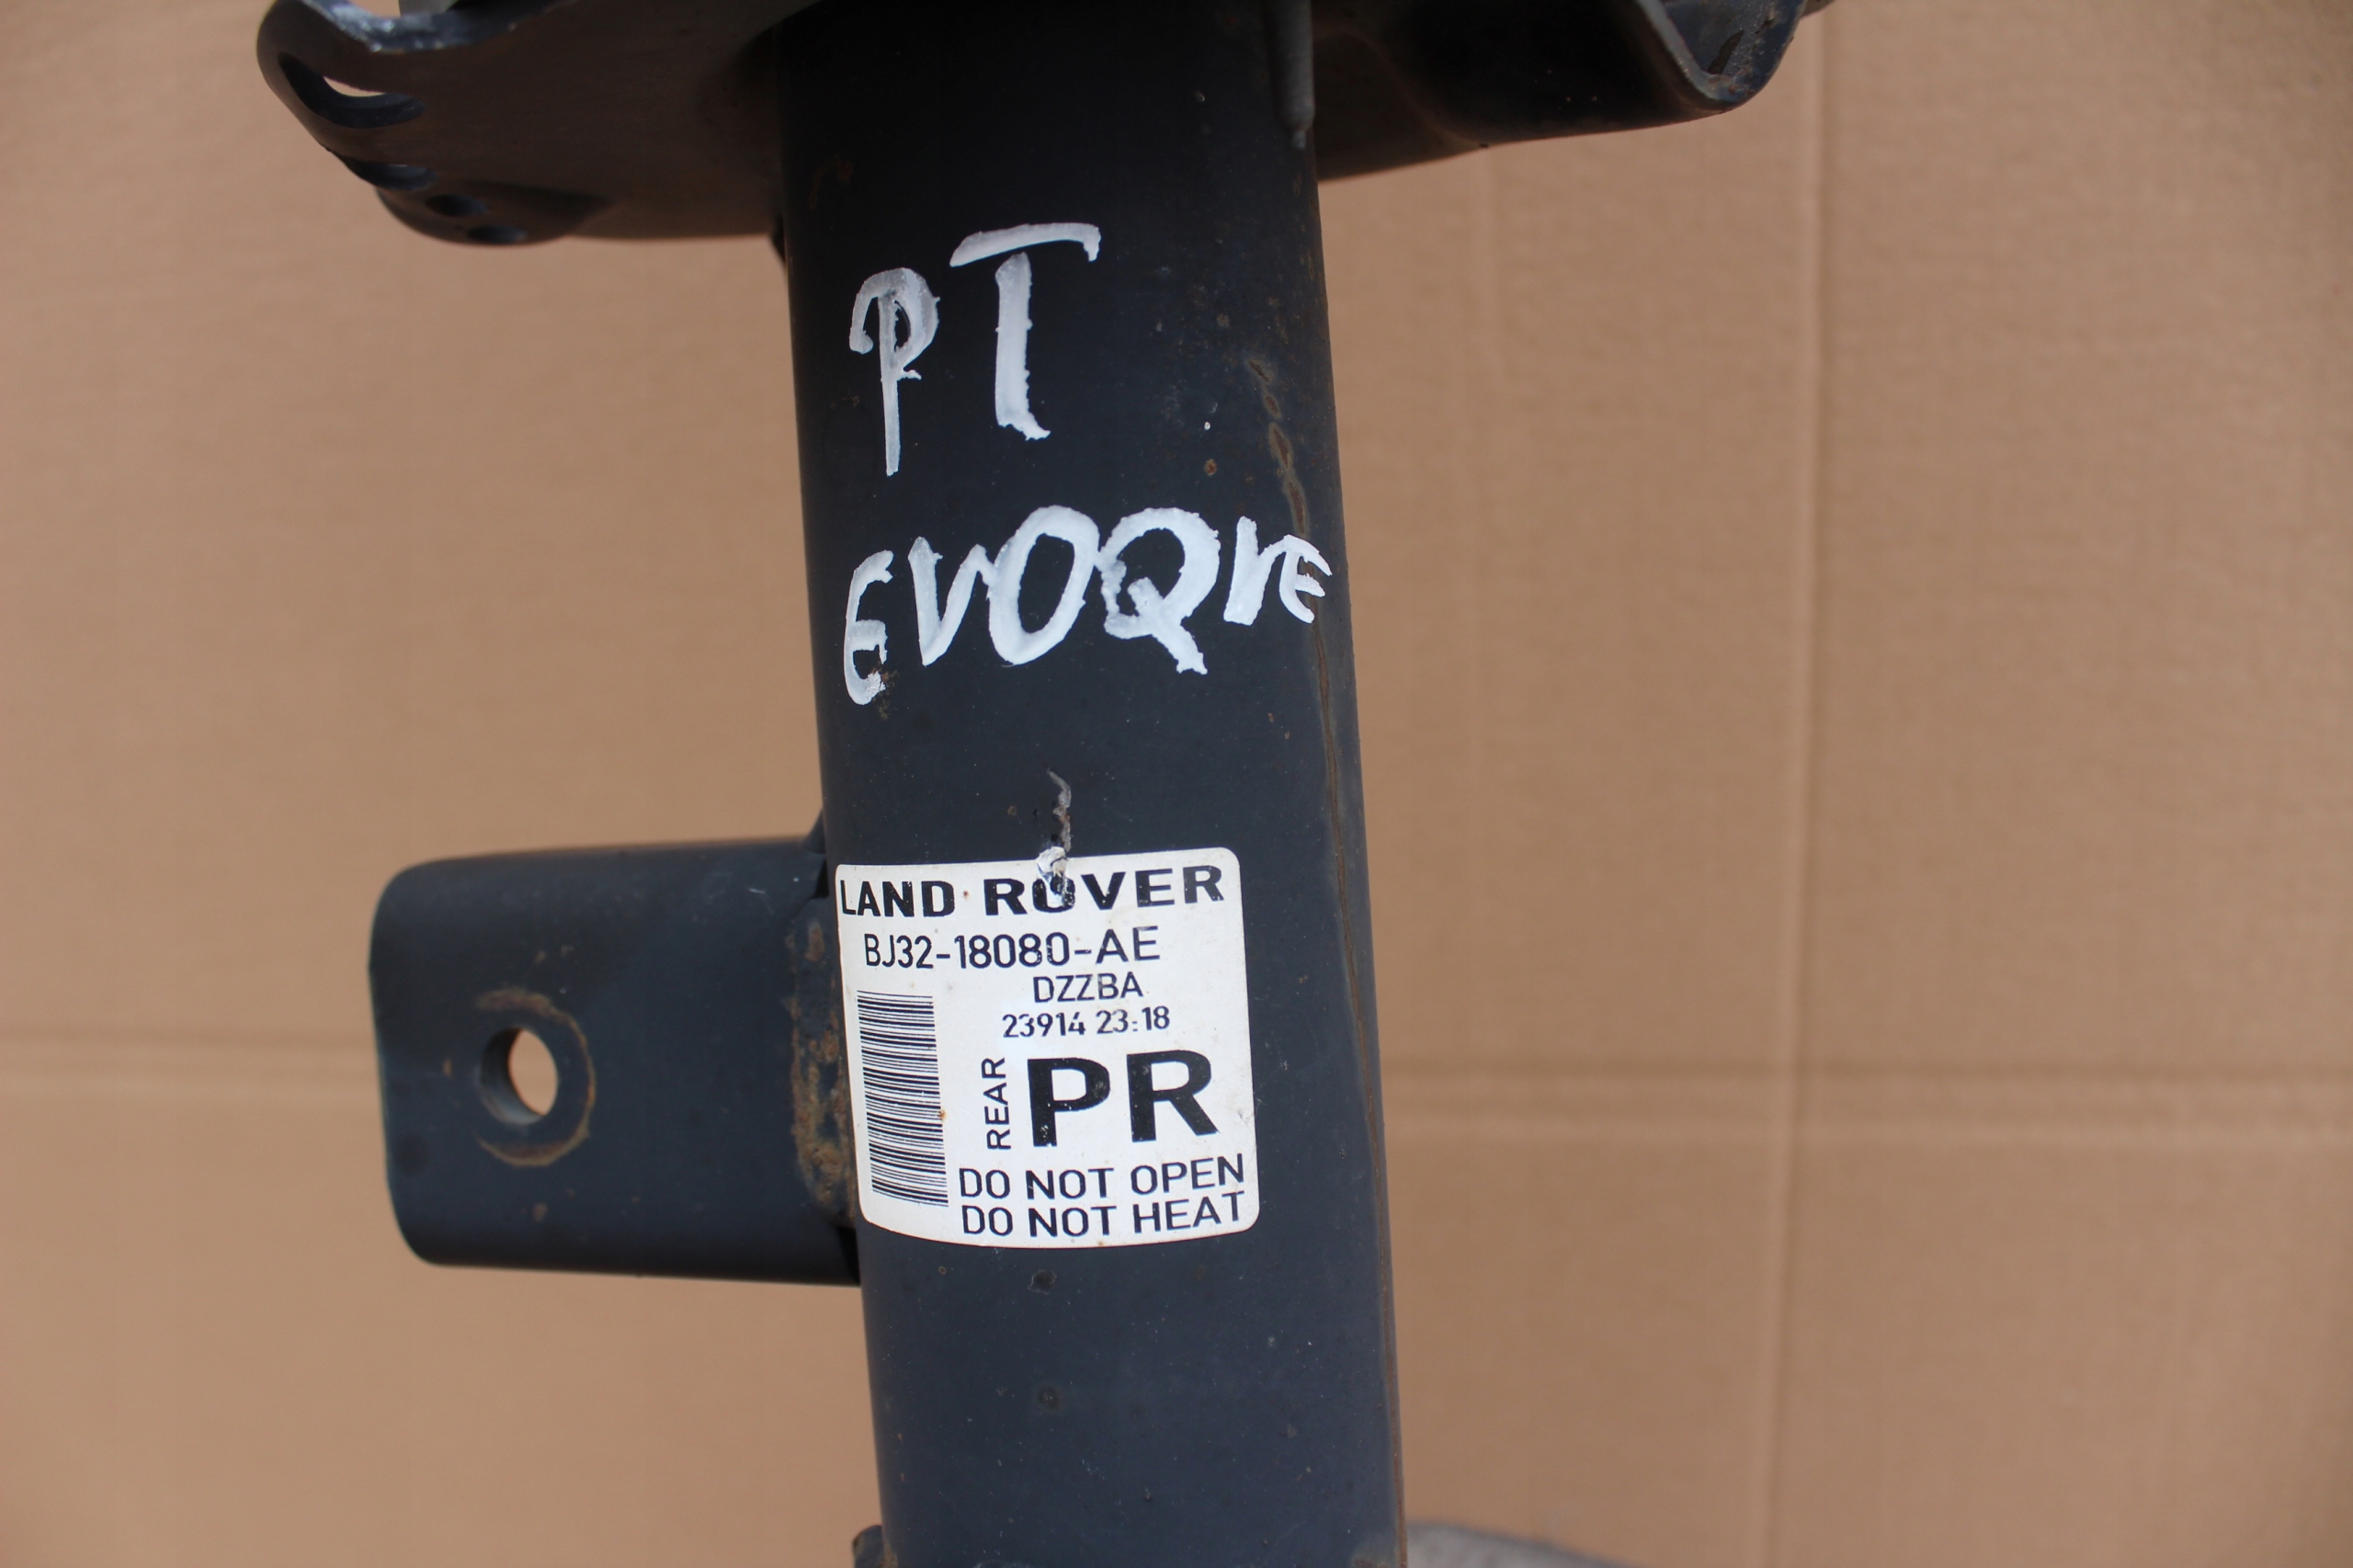 PT
EVOQUE
LAND ROVER
BJ32-18080-AE
DZZBA
23914 23:18
REAR
PR
DO NOT OPEN
DO NOT HEAT